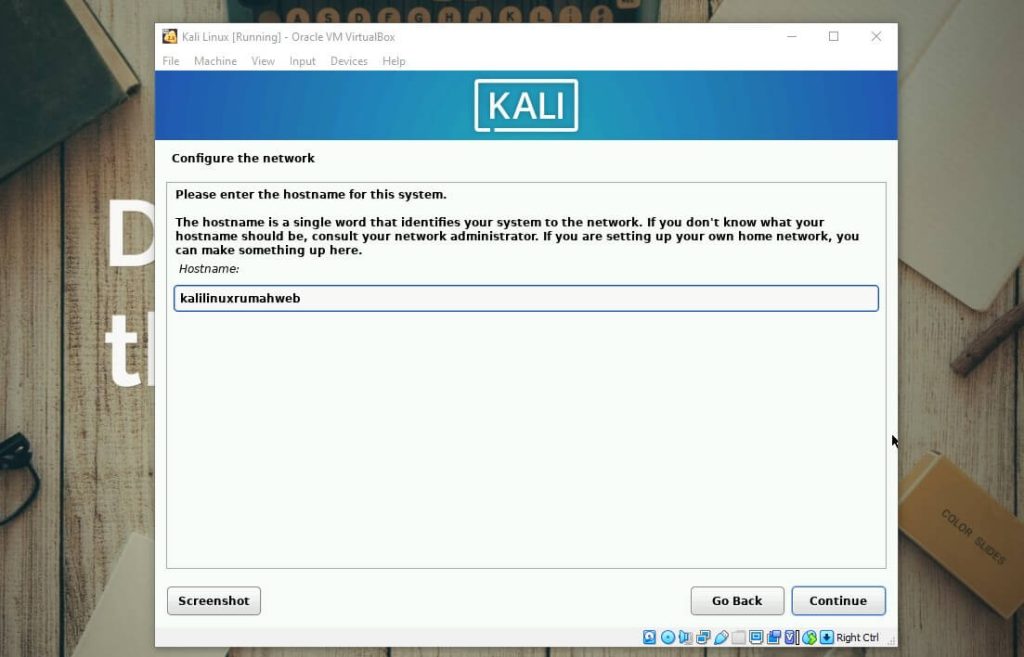 Kali Linux [Running] - Oracle VM VirtualBox
File Machine View Input Devices Help
KALI
Configure the network
Please enter the hostname for this system.
The hostname is a single word that identifies your system to the network. If you don't know what your
hostname should be, consult your network administrator. If you are setting up your own home network, you
can make something up here.
Hostname:
kalilinuxrumahweb
Screenshot
Go Back
Continue
Right Ctrl
COLOR SLIDES